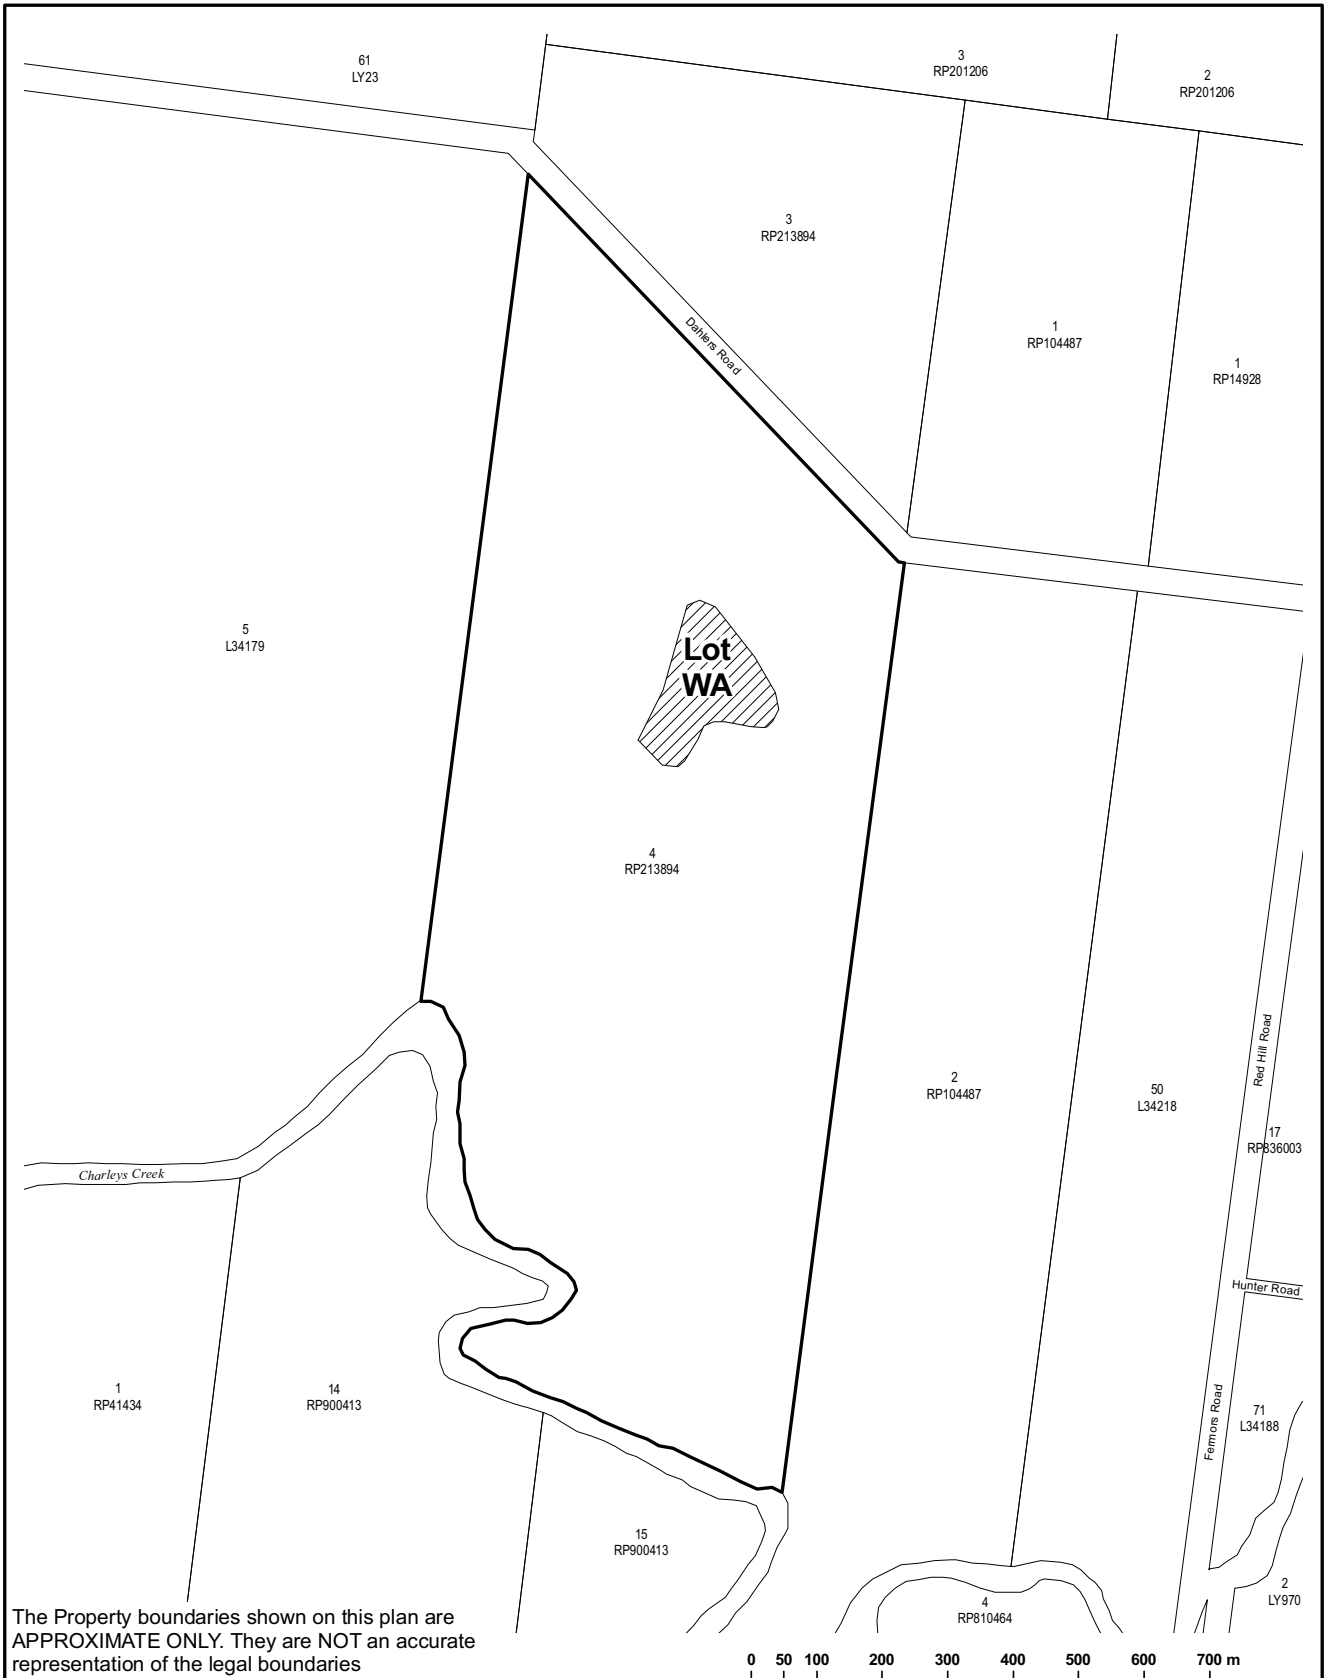 61
LY23
3
RP201206
2
RP201206
3
RP213894
Dahlers Road
1
RP104487
1
RP14928
5
L34179
Lot
WA
4
RP213894
2
RP104487
50
L34218
Red Hill Road
17
RP836003
Charleys Creek
Hunter Road
1
RP41434
14
RP900413
Fermors Road
71
L34188
15
RP900413
4
RP810464
2
LY970
The Property boundaries shown on this plan are
APPROXIMATE ONLY. They are NOT an accurate
representation of the legal boundaries
0 50 100 200 300 400 500 600 700 m